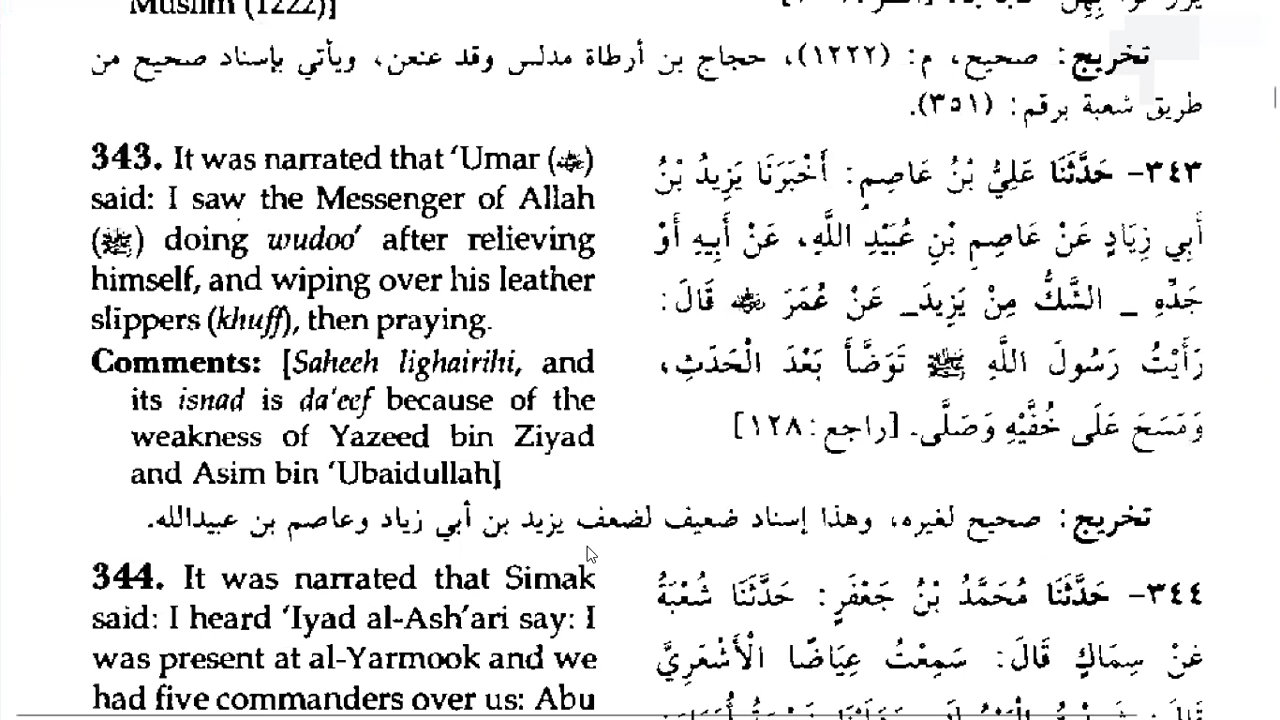 Muslim (1222)]
تخريج: صحيح، م: (١٢٢٢)، حجاج بن أرطاة مدلس وقد عنعن، ويأتي بإسناد صحيح من
طريق شعبة برقم: (٣٥١).
343. It was narrated that ‘Umar (رضي الله عنه)
said: I saw the Messenger of Allah
(ﷺ) doing wudoo’ after relieving
himself, and wiping over his leather
slippers (khuff), then praying.
Comments: [Saheeh lighairihi, and
its isnad is da’eef because of the
weakness of Yazeed bin Ziyad
and Asim bin ‘Ubaidullah]
٣٤٣- حَدَّثَنَا عَلِيُّ بْنُ عَاصِمٍ: أَخْبَرَنَا يَزِيدُ بْنُ
أَبِي زِيَادٍ عَنْ عَاصِمِ بْنِ عُبَيْدِ اللَّهِ، عَنْ أَبِيهِ أَوْ
جَدِّهِ _ الشَّكُّ مِنْ يَزِيدَ_ عَنْ عُمَرَ رضي الله عنه قَالَ:
رَأَيْتُ رَسُولَ اللَّهِ ﷺ تَوَضَّأَ بَعْدَ الْحَدَثِ،
وَمَسَحَ عَلَى خُفَّيْهِ وَصَلَّى. [راجع: ١٢٨]
تخريج: صحيح لغيره، وهذا إسناد ضعيف لضعف يزيد بن أبي زياد وعاصم بن عبيدالله.
344. It was narrated that Simak
said: I heard ‘Iyad al-Ash‘ari say: I
was present at al-Yarmook and we
had five commanders over us: Abu
٣٤٤- حَدَّثَنَا مُحَمَّدُ بْنُ جَعْفَرٍ: حَدَّثَنَا شُعْبَةُ
عَنْ سِمَاكٍ قَالَ: سَمِعْتُ عِيَاضًا الْأَشْعَرِيَّ